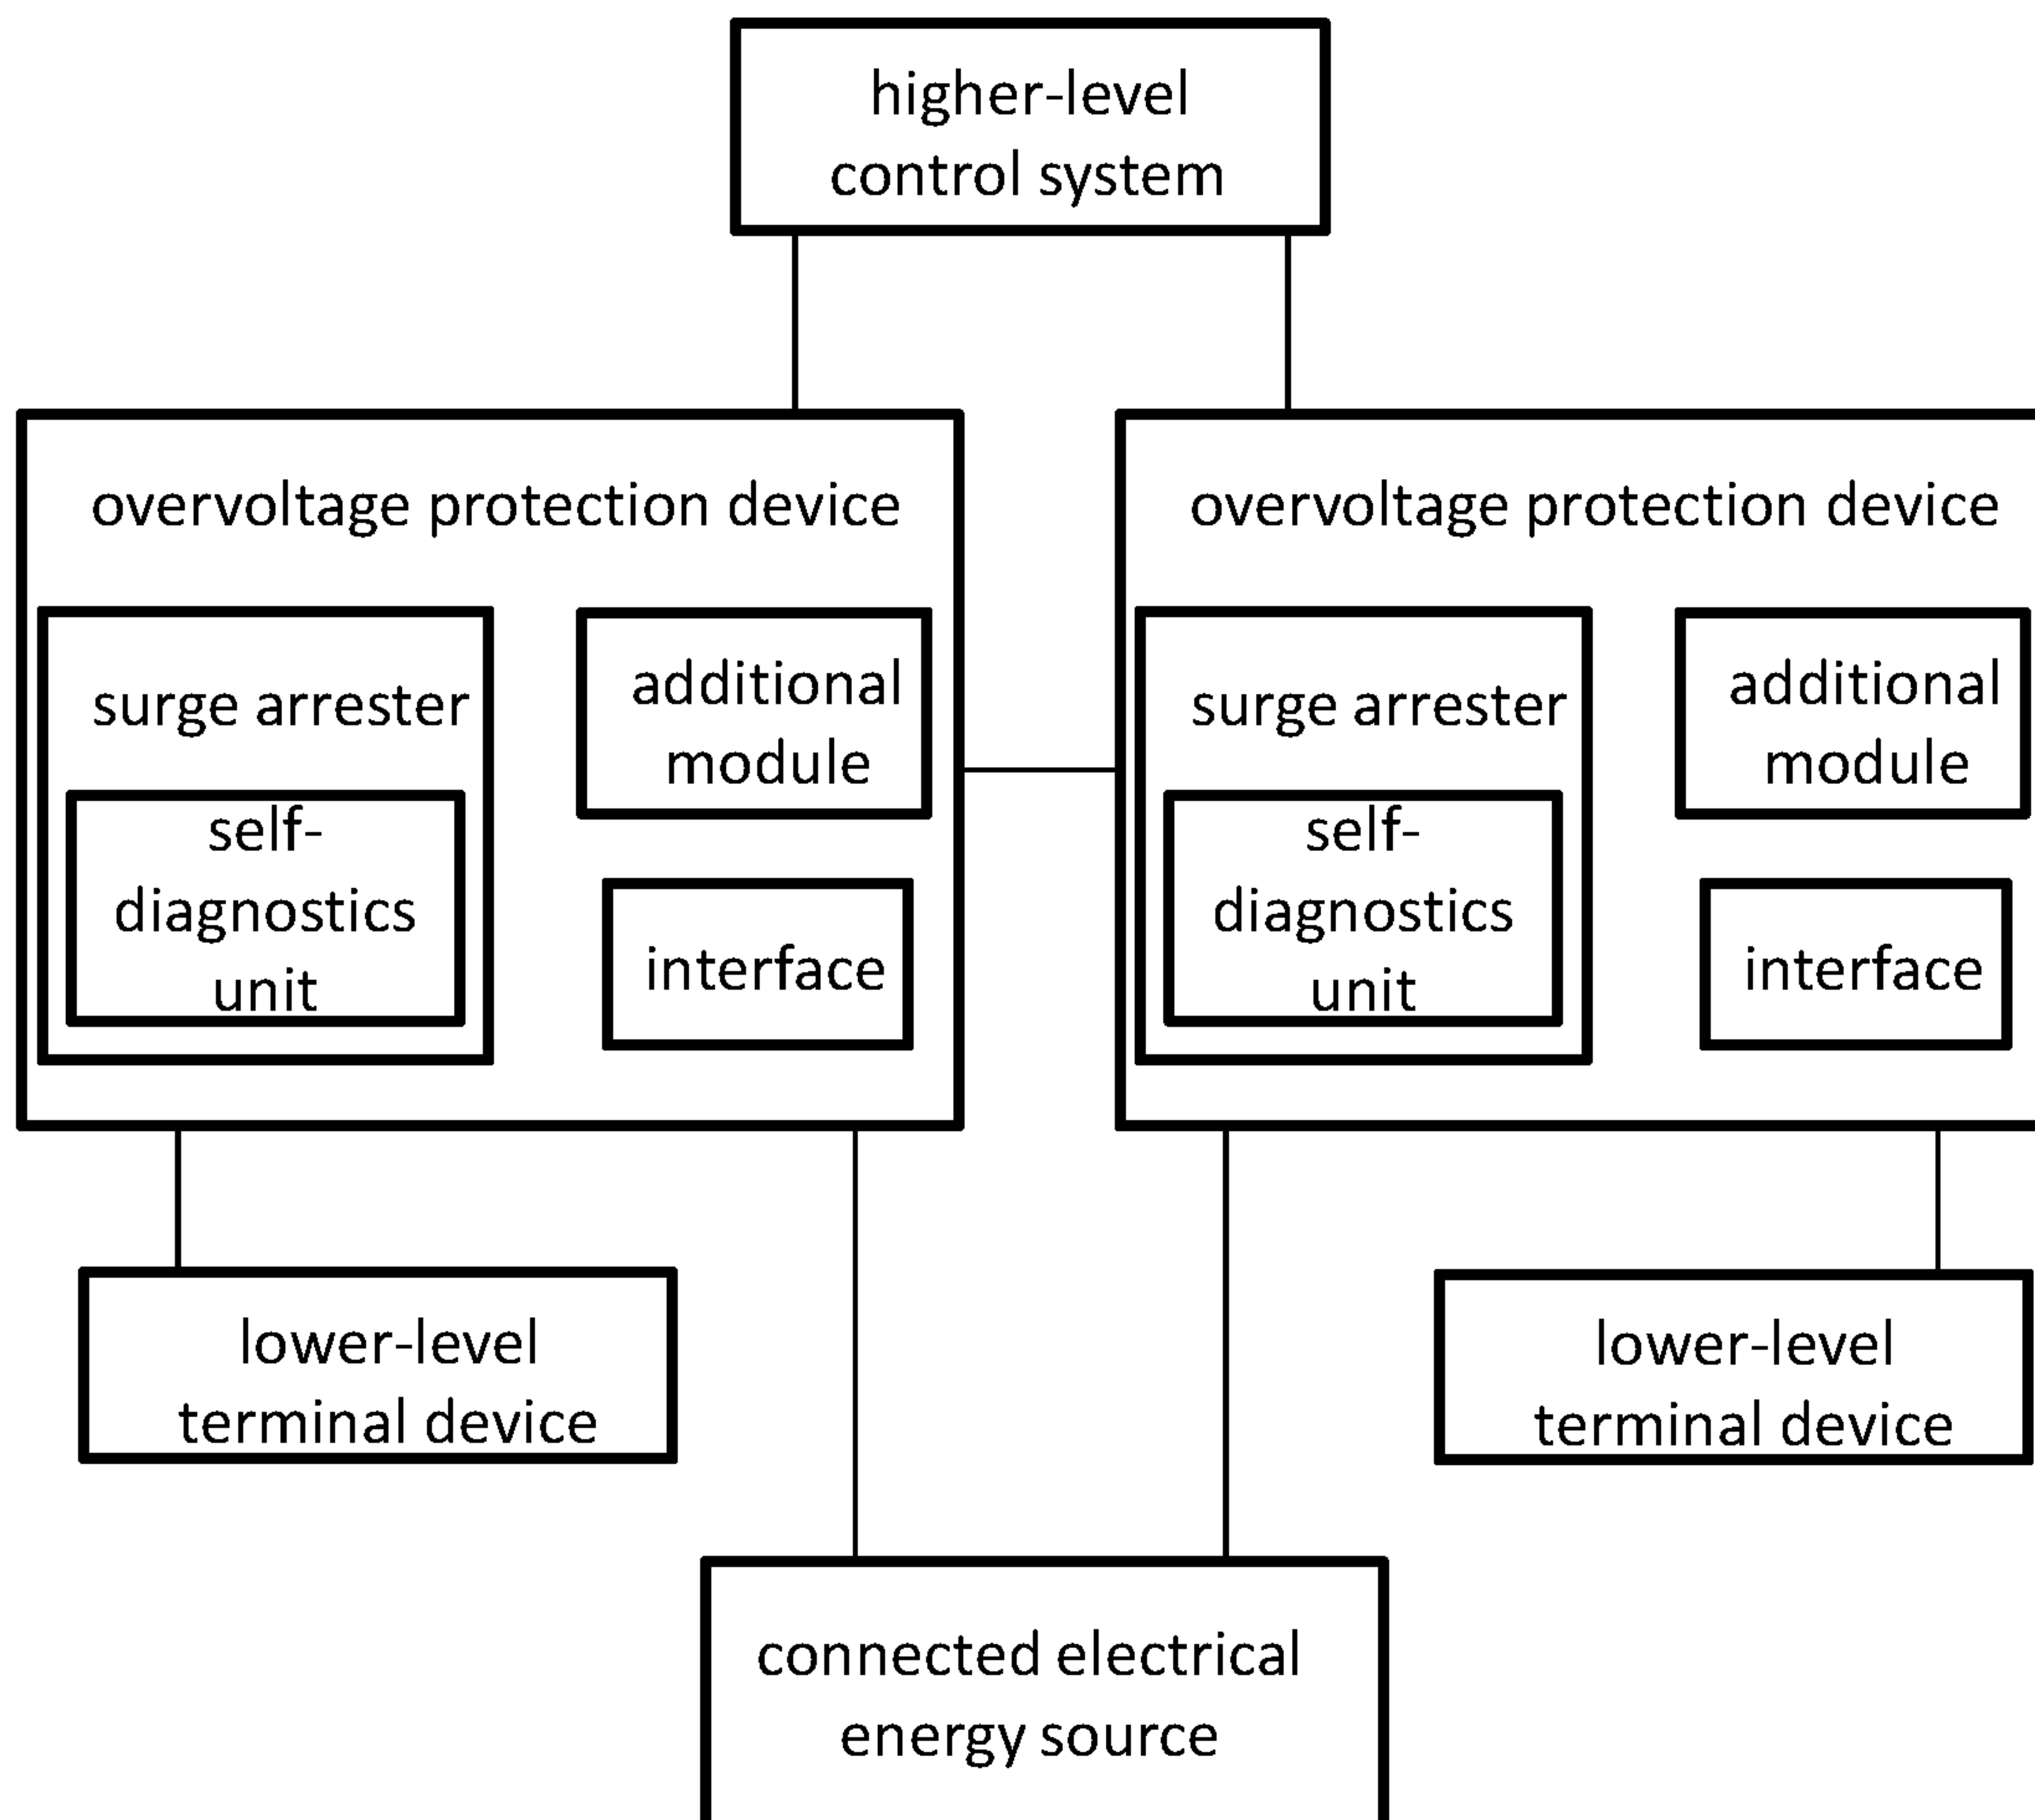 higher-level
control system
overvoltage protection device
surge arrester
additional
module
self-
diagnostics
unit
interface
overvoltage protection device
surge arrester
additional
module
self-
diagnostics
unit
interface
lower-level
terminal device
lower-level
terminal device
connected electrical
energy source